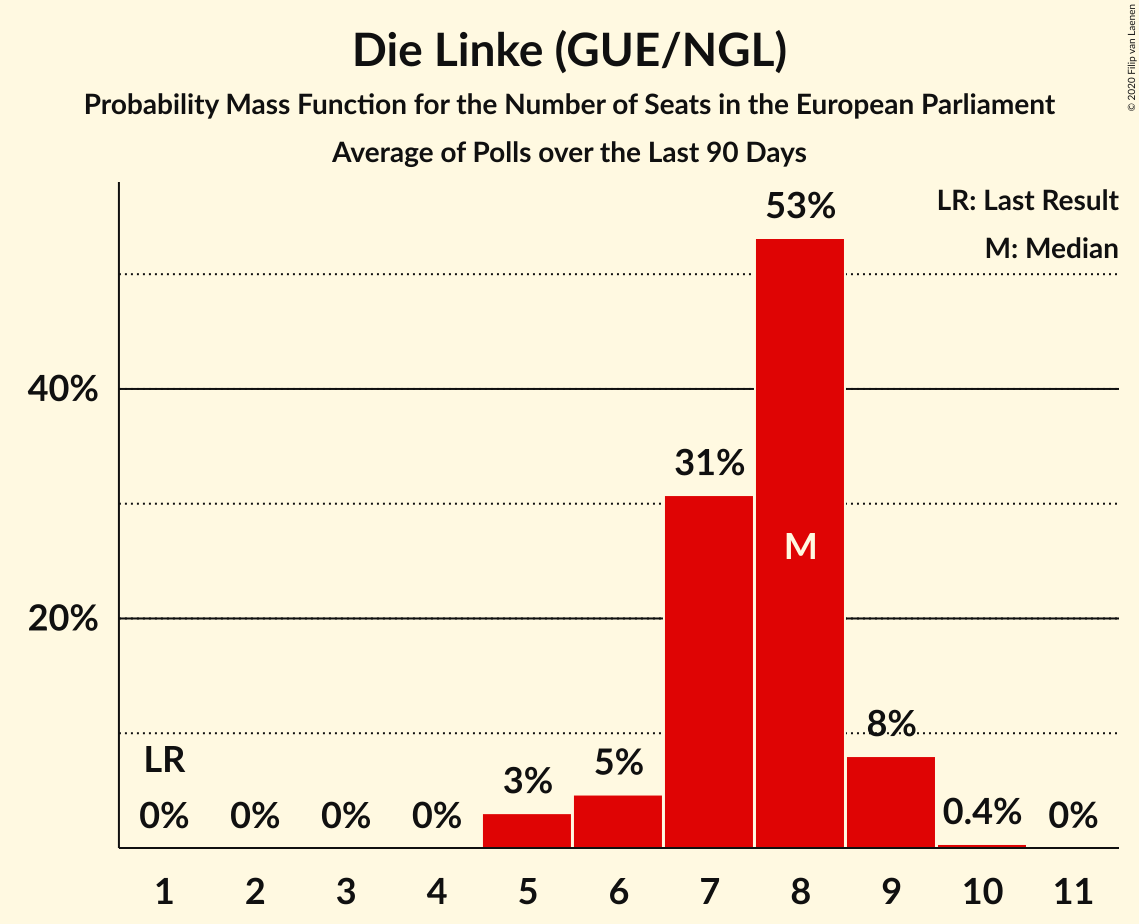 Die Linke (GUE/NGL)
Probability Mass Function for the Number of Seats in the European Parliament
Average of Polls over the Last 90 Days
© 2020 Filip van Laenen
LR: Last Result
M: Median
53%
40%
31%
M
20%
8%
LR
5%
3%
0% 0% 0% 0% 0.4% 0%
1 2 3 4 5 6 7 8 9 10 11